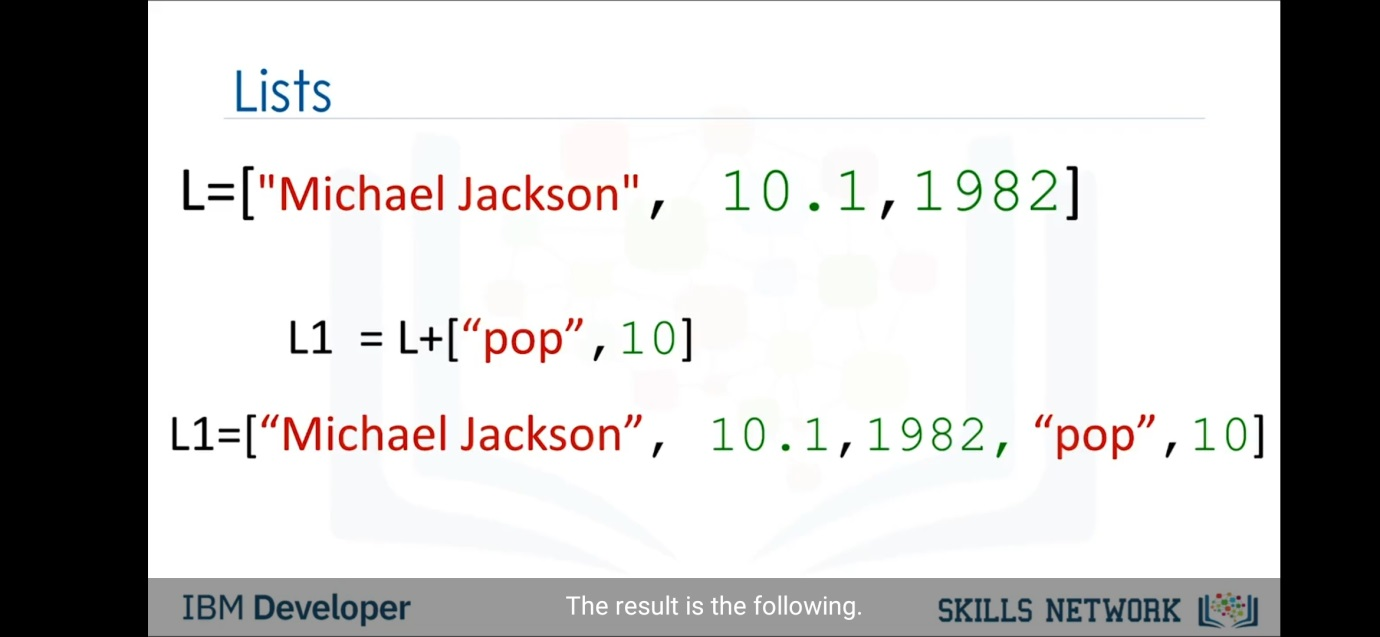 Lists
L=["Michael Jackson", 10.1,1982]
L1 = L+[“pop”,10]
L1=[“Michael Jackson”, 10.1,1982, “pop”,10]
IBM Developer
The result is the following.
SKILLS NETWORK